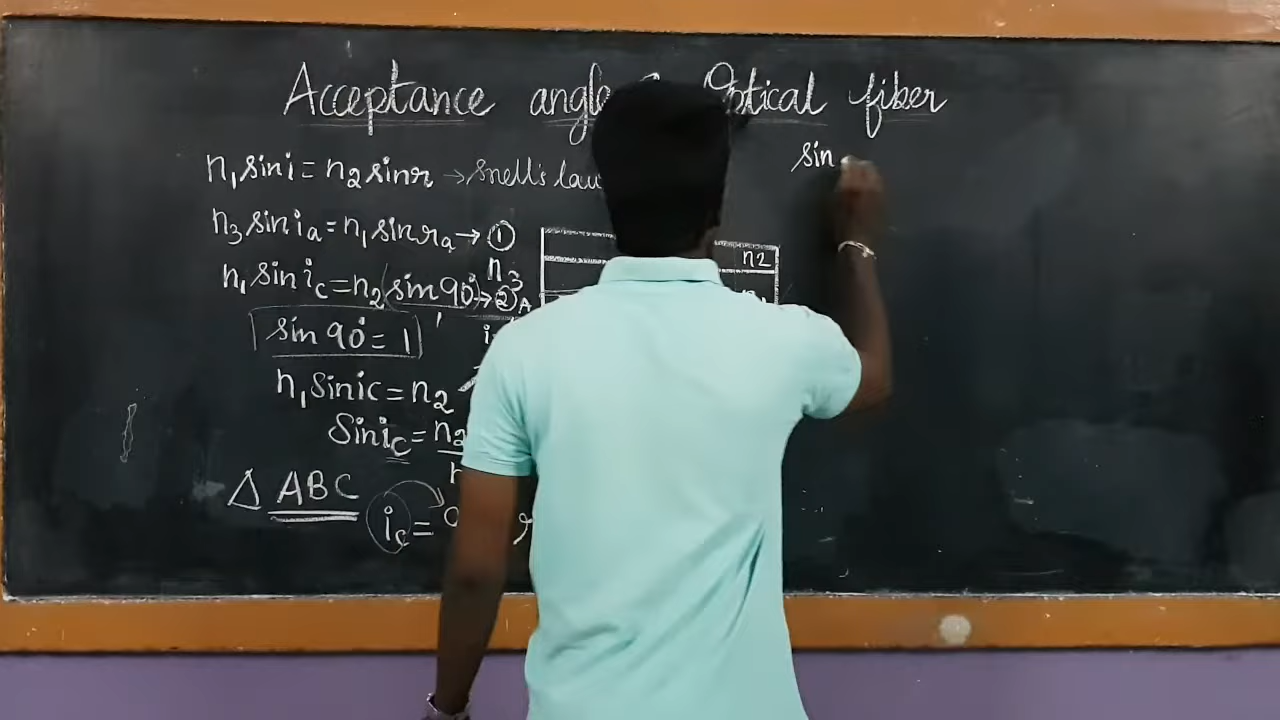 Acceptance angle Optical fiber
n₁ sin i = n₂ sin r → Snell's law
n₃ sin iₐ = n₁ sin rₐ → ①
n₁ sin i_c = n₂ (sin 90°) → ②
sin 90° = 1
n₁ sin ic = n₂
Sin i_c = n₂
Δ ABC
i_c =
n₃
A
n2
sin